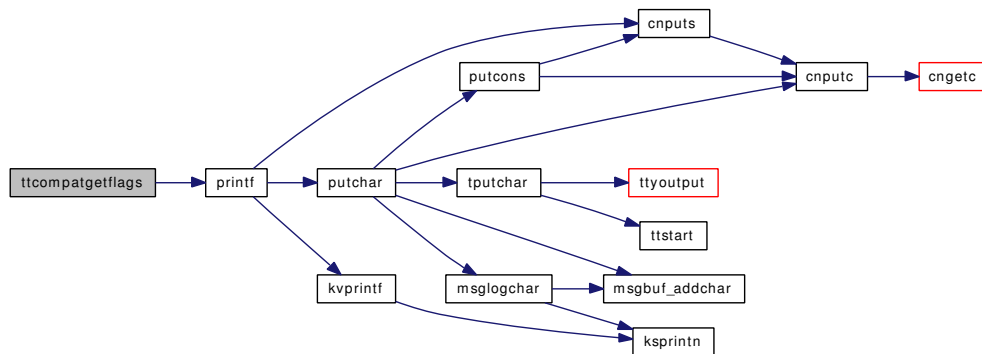 cnputs
putcons
cnputc
cngetc
ttcompatgetflags
printf
putchar
tputchar
ttyoutput
ttstart
kvprintf
msglogchar
msgbuf_addchar
ksprintn